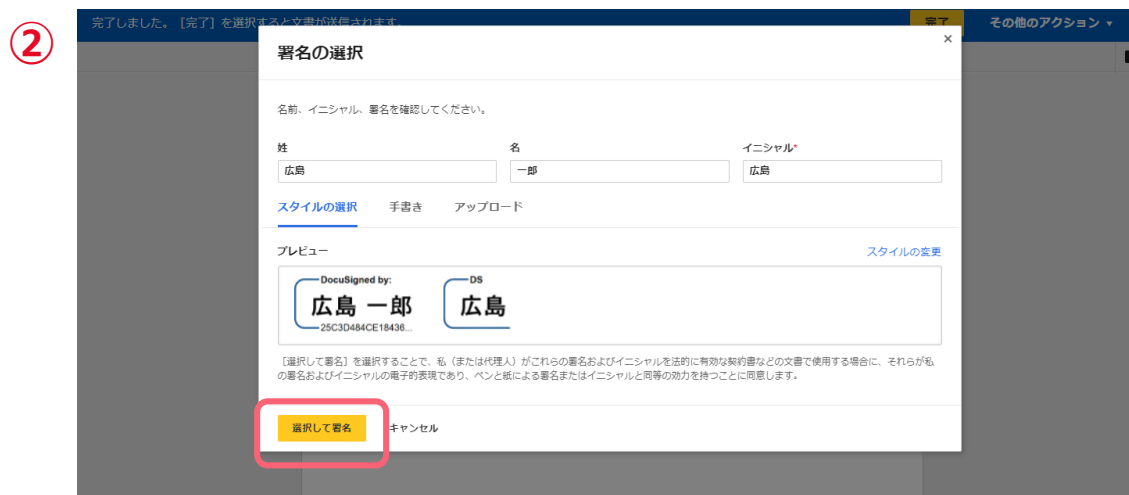 ②
完了しました。［完了］を選択すると文書が送信されます。
完了
その他のアクション ▼
署名の選択
×
名前、イニシャル、署名を確認してください。
姓
名
イニシャル*
広島
一郎
広島
スタイルの選択
手書き
アップロード
プレビュー
スタイルの変更
DocuSigned by:
広島 一郎
25C3D484CE18436...
DS
広島
［選択して署名］を選択することで、私（または代理人）がこれらの署名およびイニシャルを法的に有効な契約書などの文書で使用する場合に、それらが私
の署名およびイニシャルの電子的表現であり、ペンと紙による署名またはイニシャルと同等の効力を持つことに同意します。
選択して署名
キャンセル